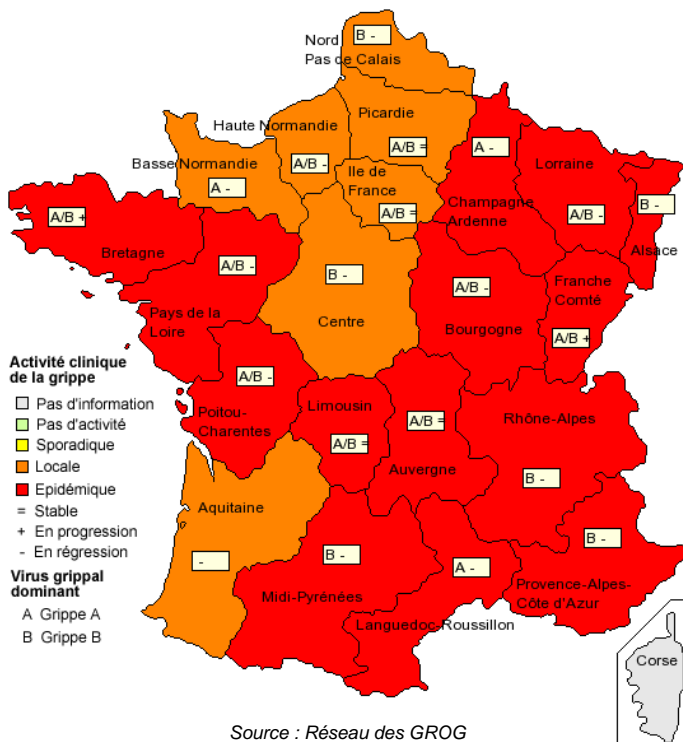 Nord
B -
Pas de Calais
Haute Normandie
A/B -
Picardie
A/B =
Basse Normandie
A -
Ile de
France
A/B =
A -
Champagne
Ardenne
Lorraine
A/B -
B -
Alsace
A/B +
Bretagne
A/B -
Pays de la
Loire
B -
Centre
A/B -
Bourgogne
Franche
Comté
A/B +
A/B -
Poitou-
Charentes
Limousin
A/B =
A/B =
Auvergne
Rhône-Alpes
B -
Aquitaine
-
B -
Midi-Pyrénées
A -
Languedoc-Roussillon
B -
Provence-Alpes-
Côte d'Azur
Corse
Activité clinique
de la grippe
Pas d'information
Pas d'activité
Sporadique
Locale
Epidémique
= Stable
+ En progression
- En régression
Virus grippal
dominant
A Grippe A
B Grippe B
Source : Réseau des GROG